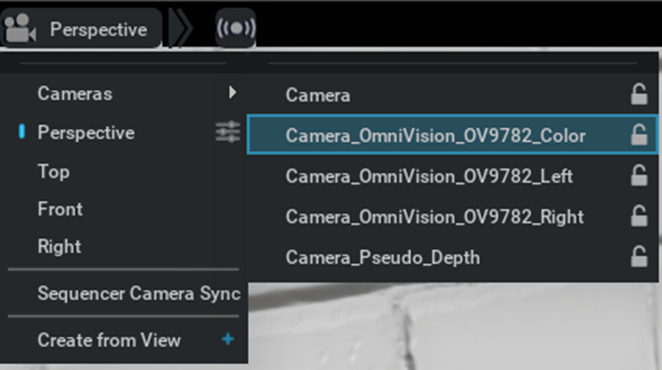 Perspective
Cameras
Perspective
Top
Front
Right
Sequencer Camera Sync
Create from View +
Camera
Camera_OmniVision_OV9782_Color
Camera_OmniVision_OV9782_Left
Camera_OmniVision_OV9782_Right
Camera_Pseudo_Depth